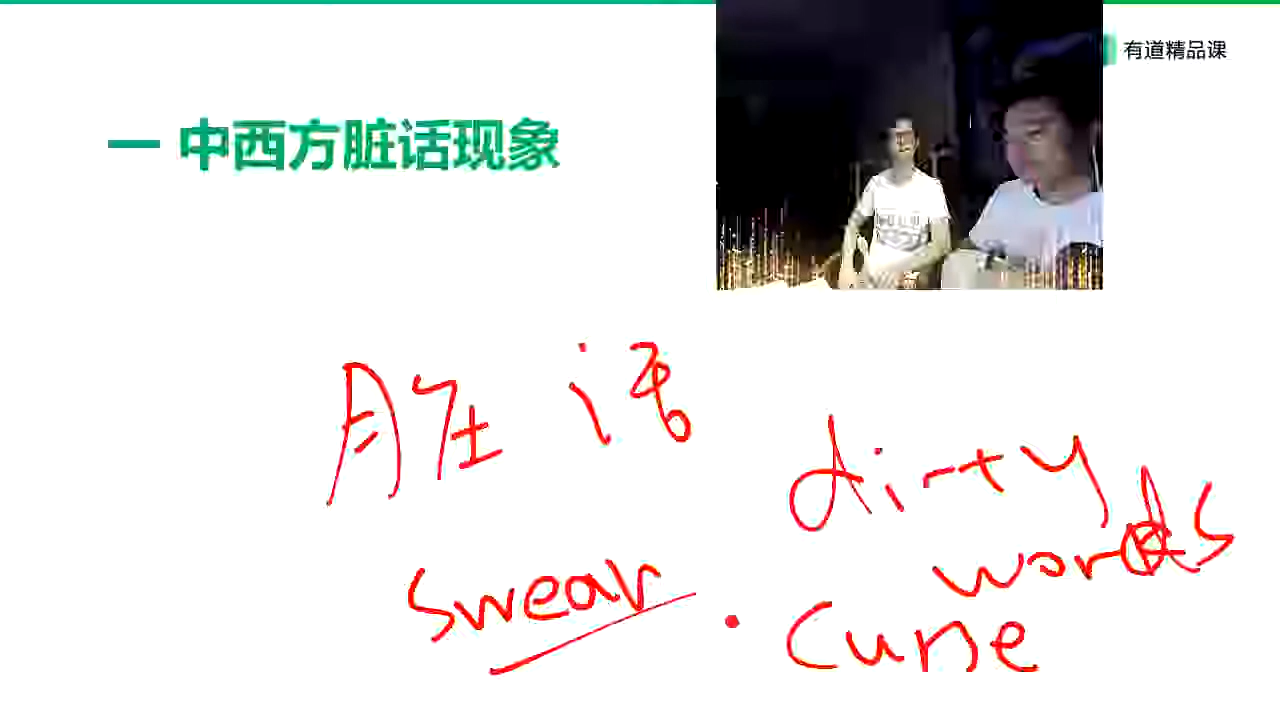 有道精品课
一 中西方脏话现象
脏话
dirty
words
swear
curse